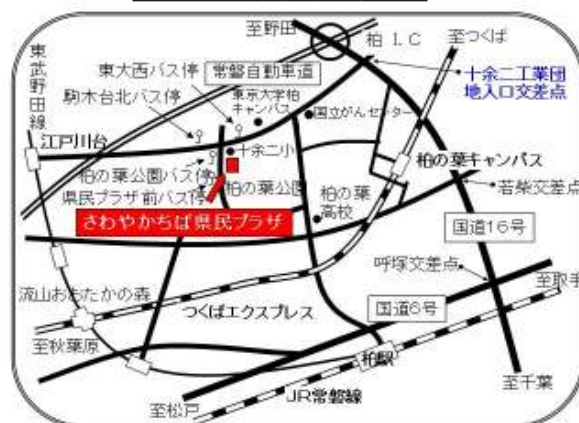 至野田
柏 I.C
至つくば
東武野田線
東大西バス停
常磐自動車道
十余二工業団
地入口交差点
駒木台北バス停
東京大学柏
キャンパス
国立がんセンター
江戸川台
十余二小
柏の葉キャンパス
柏の葉公園バス停
県民プラザ前バス停
柏の葉公園
柏の葉
高校
若柴交差点
さわやかちば県民プラザ
国道16号
呼塚交差点
至取手
流山おおたかの森
つくばエクスプレス
国道6号
至秋葉原
柏駅
至千葉
至松戸
JR常磐線